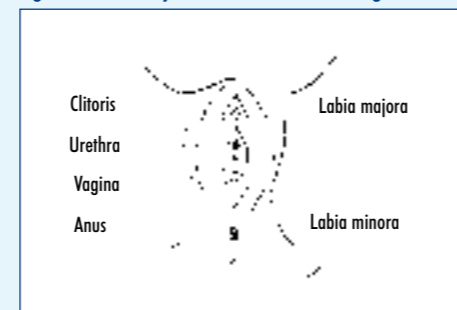 Clitoris
Labia majora
Urethra
Vagina
Anus
Labia minora